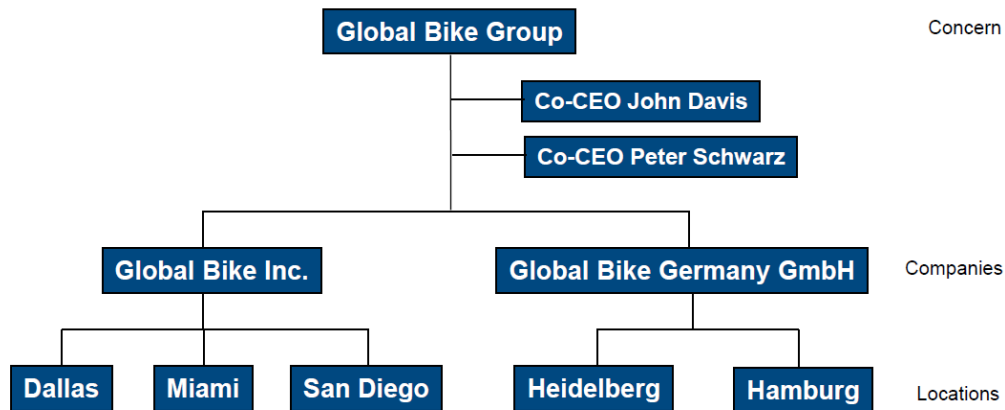 Global Bike Group
Concern
Co-CEO John Davis
Co-CEO Peter Schwarz
Global Bike Inc.
Global Bike Germany GmbH
Companies
Dallas
Miami
San Diego
Heidelberg
Hamburg
Locations